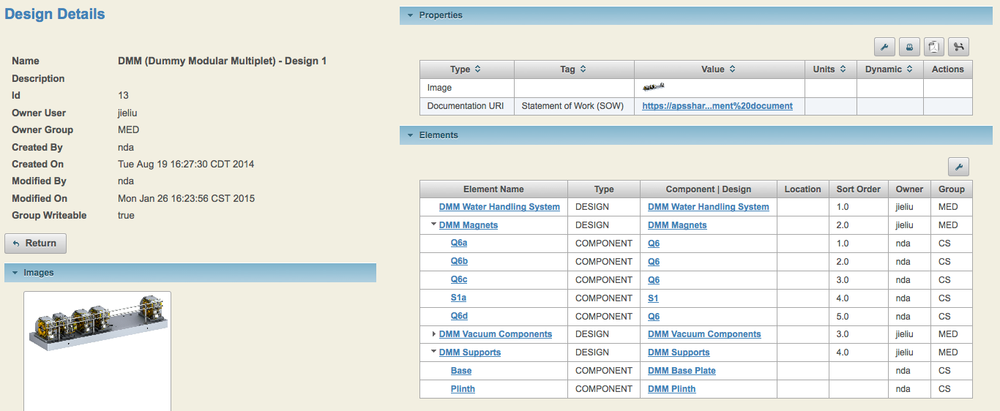 Design Details
Name DMM (Dummy Modular Multiplet) - Design 1
Description
Id 13
Owner User jieliu
Owner Group MED
Created By nda
Created On Tue Aug 19 16:27:30 CDT 2014
Modified By nda
Modified On Mon Jan 26 16:23:56 CST 2015
Group Writeable true
Return
Images
Properties
Type Tag Value Units Dynamic Actions
Image
Documentation URI Statement of Work (SOW) https://apsshar...ment%20document
Elements
Element Name Type Component | Design Location Sort Order Owner Group
DMM Water Handling System DESIGN DMM Water Handling System 1.0 jieliu MED
DMM Magnets DESIGN DMM Magnets 2.0 jieliu MED
Q6a COMPONENT Q6 1.0 nda CS
Q6b COMPONENT Q6 2.0 nda CS
Q6c COMPONENT Q6 3.0 nda CS
S1a COMPONENT S1 4.0 nda CS
Q6d COMPONENT Q6 5.0 nda CS
DMM Vacuum Components DESIGN DMM Vacuum Components 3.0 jieliu MED
DMM Supports DESIGN DMM Supports 4.0 jieliu MED
Base COMPONENT DMM Base Plate nda CS
Plinth COMPONENT DMM Plinth nda CS